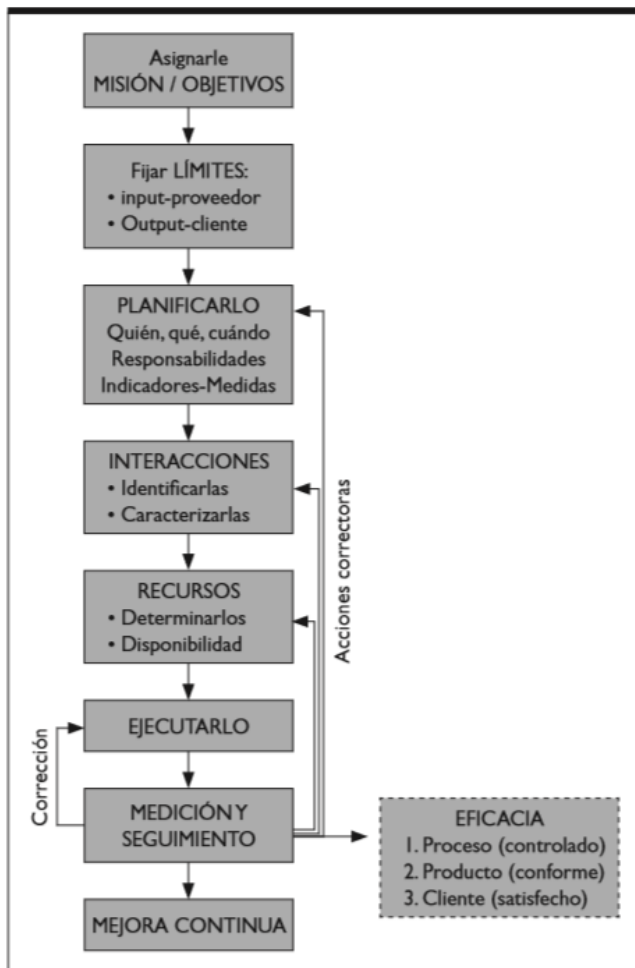 Asignarle
MISIÓN / OBJETIVOS
Fijar LÍMITES:
• input-proveedor
• Output-cliente
PLANIFICARLO
Quién, qué, cuándo
Responsabilidades
Indicadores-Medidas
INTERACCIONES
• Identificarlas
• Caracterizarlas
RECURSOS
• Determinarlos
• Disponibilidad
Acciones correctoras
EJECUTARLO
Corrección
MEDICIÓN Y
SEGUIMIENTO
EFICACIA
1. Proceso (controlado)
2. Producto (conforme)
3. Cliente (satisfecho)
MEJORA CONTINUA